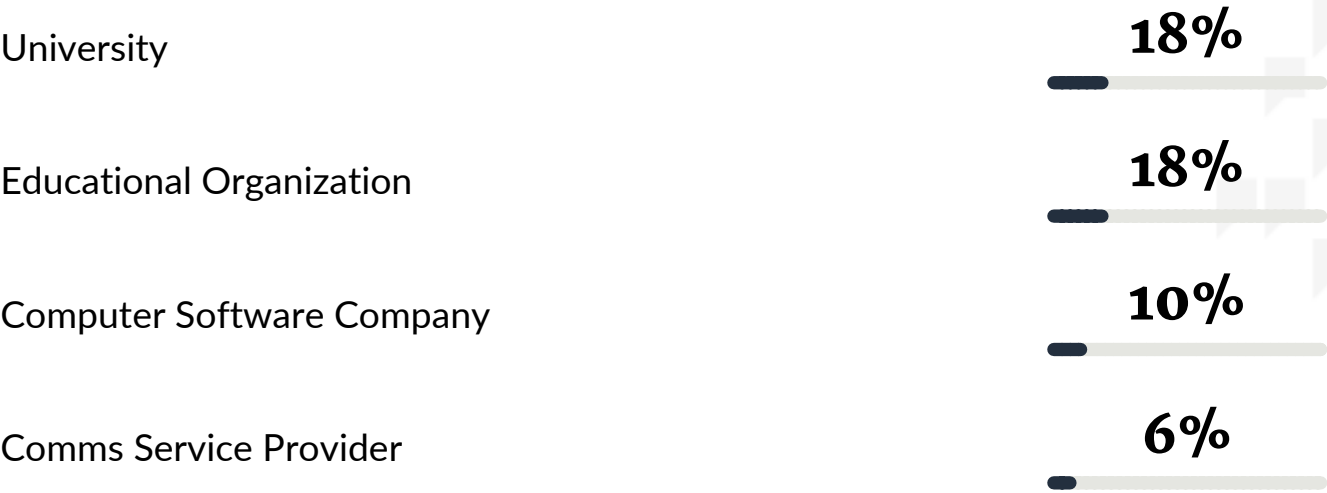 University
18%
Educational Organization
18%
Computer Software Company
10%
Comms Service Provider
6%